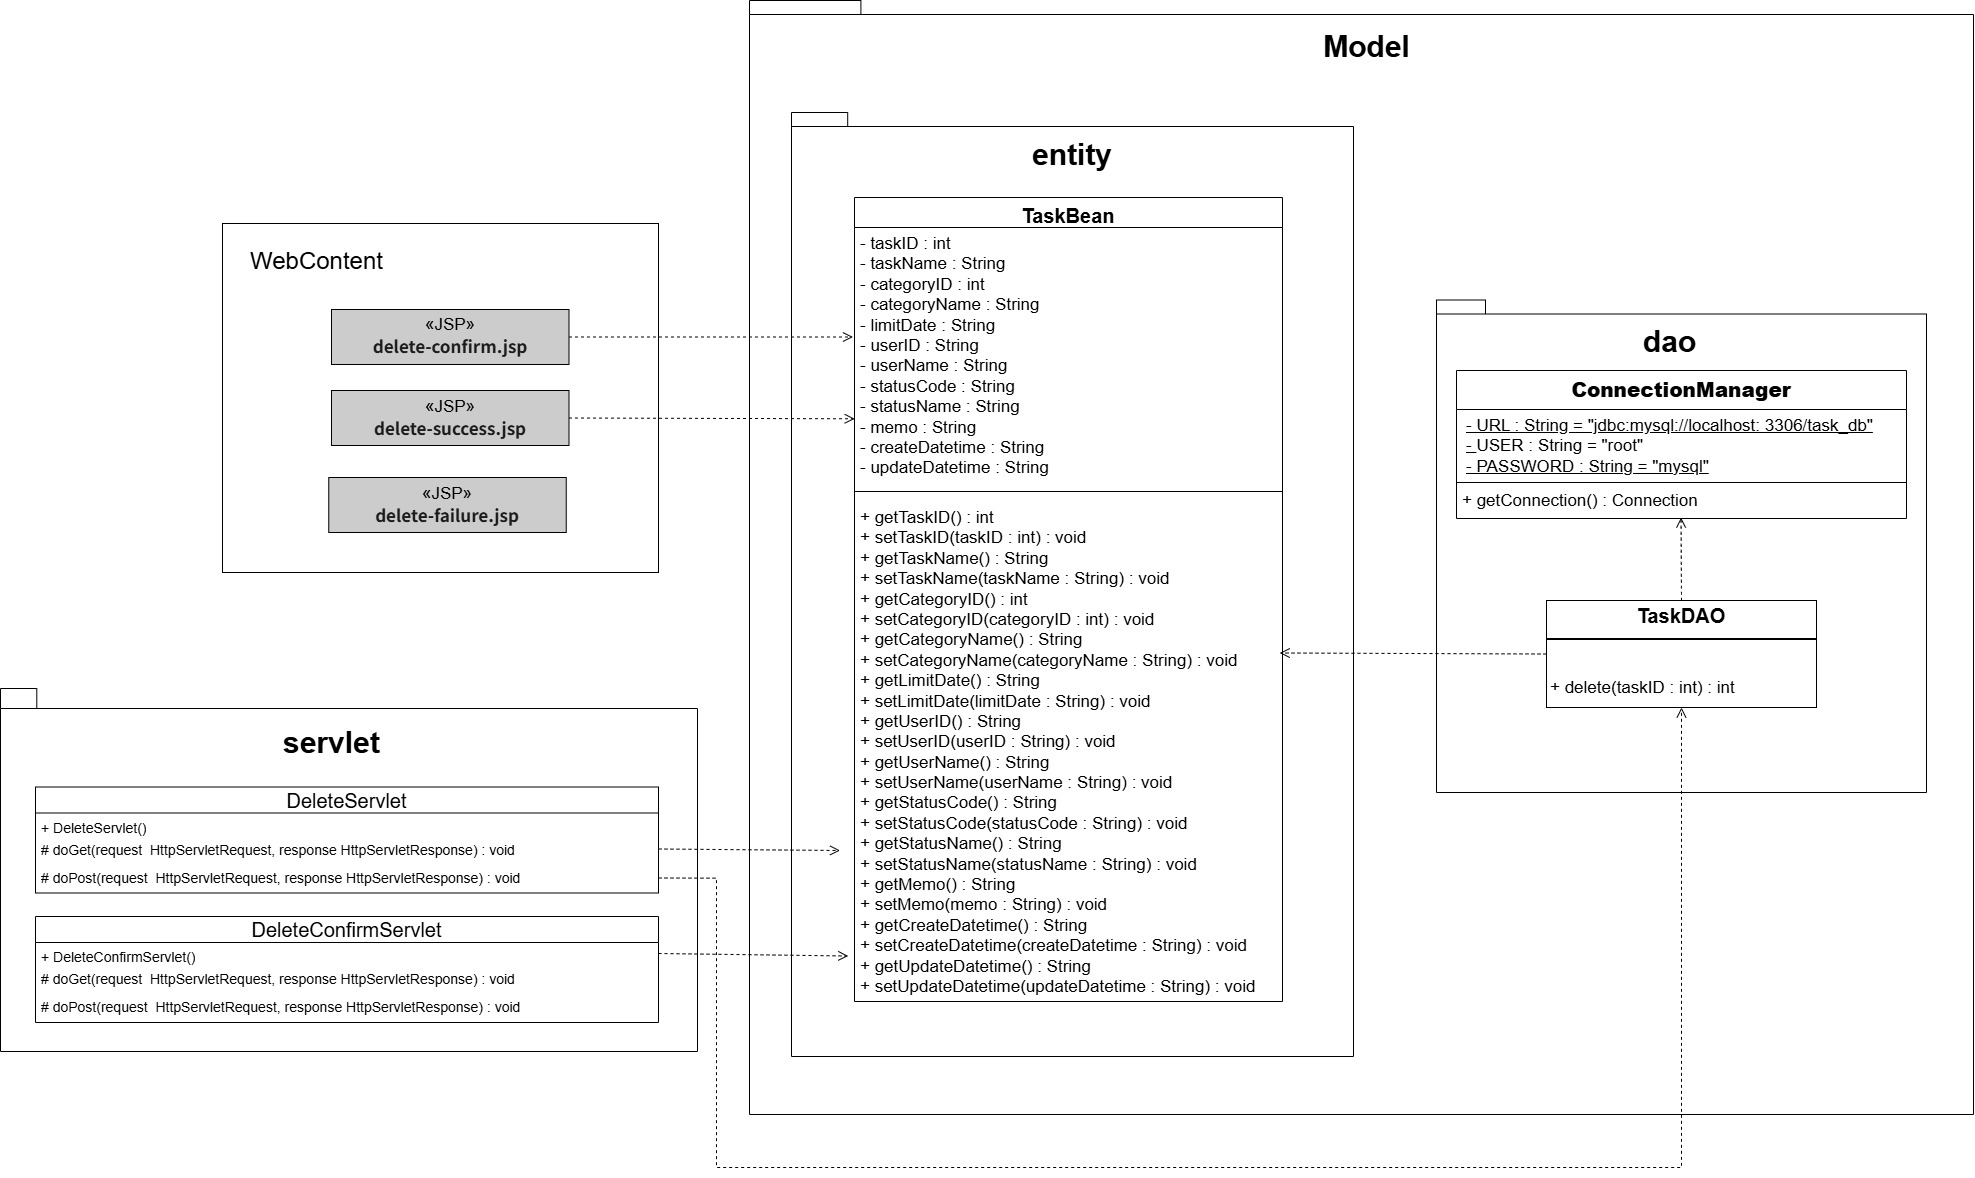 Model
entity
TaskBean
- taskID : int
- taskName : String
- categoryID : int
- categoryName : String
- limitDate : String
- userID : String
- userName : String
- statusCode : String
- statusName : String
- memo : String
- createDatetime : String
- updateDatetime : String
+ getTaskID() : int
+ setTaskID(taskID : int) : void
+ getTaskName() : String
+ setTaskName(taskName : String) : void
+ getCategoryID() : int
+ setCategoryID(categoryID : int) : void
+ getCategoryName() : String
+ setCategoryName(categoryName : String) : void
+ getLimitDate() : String
+ setLimitDate(limitDate : String) : void
+ getUserID() : String
+ setUserID(userID : String) : void
+ getUserName() : String
+ setUserName(userName : String) : void
+ getStatusCode() : String
+ setStatusCode(statusCode : String) : void
+ getStatusName() : String
+ setStatusName(statusName : String) : void
+ getMemo() : String
+ setMemo(memo : String) : void
+ getCreateDatetime() : String
+ setCreateDatetime(createDatetime : String) : void
+ getUpdateDatetime() : String
+ setUpdateDatetime(updateDatetime : String) : void
WebContent
«JSP»
delete-confirm.jsp
«JSP»
delete-success.jsp
«JSP»
delete-failure.jsp
dao
ConnectionManager
- URL : String = "jdbc:mysql://localhost: 3306/task_db"
- USER : String = "root"
- PASSWORD : String = "mysql"
+ getConnection() : Connection
TaskDAO
+ delete(taskID : int) : int
servlet
DeleteServlet
+ DeleteServlet()
# doGet(request  HttpServletRequest, response HttpServletResponse) : void
# doPost(request  HttpServletRequest, response HttpServletResponse) : void
DeleteConfirmServlet
+ DeleteConfirmServlet()
# doGet(request  HttpServletRequest, response HttpServletResponse) : void
# doPost(request  HttpServletRequest, response HttpServletResponse) : void